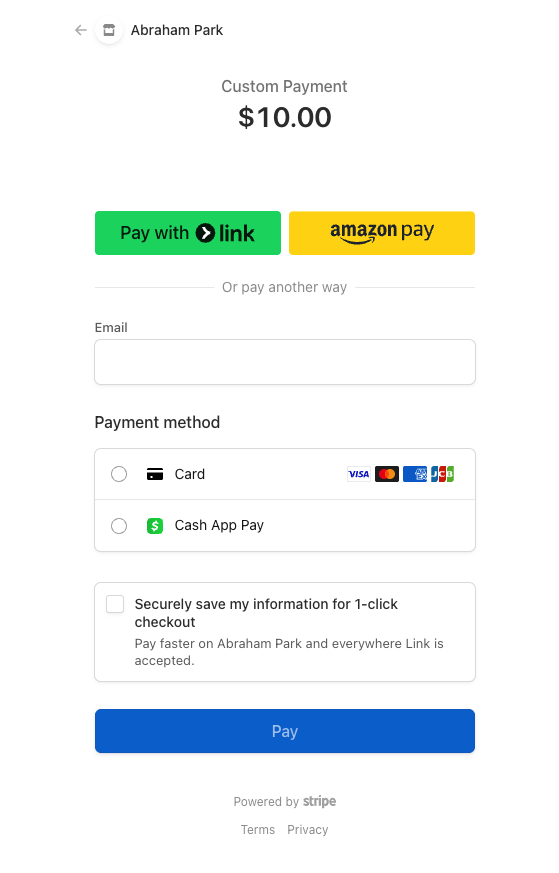 Abraham Park
Custom Payment
$10.00
Pay with link
amazon pay
Or pay another way
Email
Payment method
Card VISA JCB
Cash App Pay
Securely save my information for 1-click
checkout
Pay faster on Abraham Park and everywhere Link is
accepted.
Pay
Powered by stripe
Terms Privacy